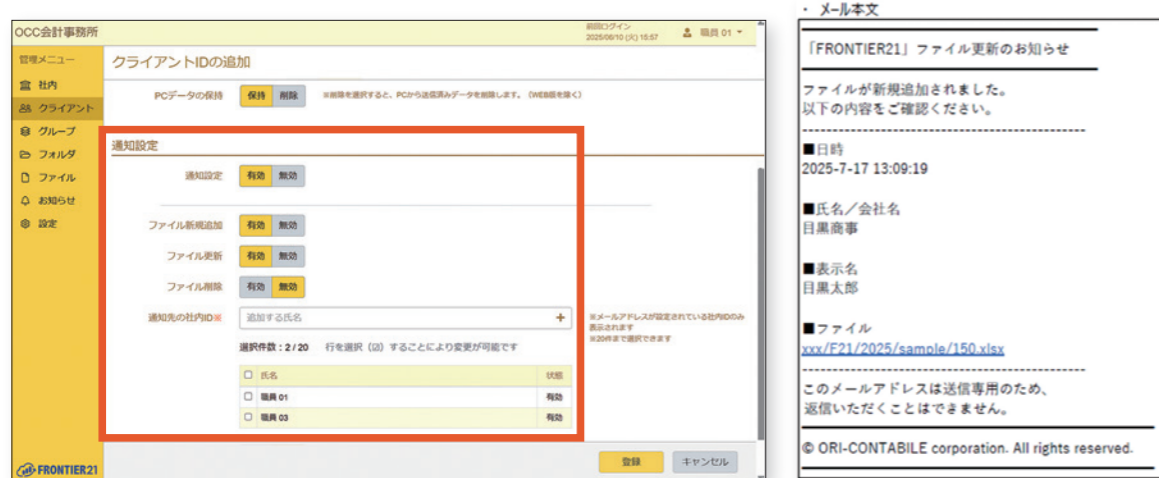 OCC会計事務所
前回ログイン
2025/06/10 (火) 15:57
職員 01
管理メニュー
社内
クライアント
グループ
フォルダ
ファイル
お知らせ
設定
FRONTIER21
クライアントIDの追加
PCデータの保持 保持 削除 ※削除を選択すると、PCから送信済みデータを削除します。(WEB版を除く)
通知設定
通知設定 有効 無効
ファイル新規追加 有効 無効
ファイル更新 有効 無効
ファイル削除 有効 無効
通知先の社内ID※ 追加する氏名 +
※メールアドレスが設定されている社内IDのみ
表示されます
※20件まで選択できます
選択件数:2 / 20 行を選択(☑)することにより変更が可能です
氏名 状態
職員 01 有効
職員 03 有効
登録 キャンセル
・ メール本文
「FRONTIER21」ファイル更新のお知らせ
ファイルが新規追加されました。
以下の内容をご確認ください。
■日時
2025-7-17 13:09:19
■氏名/会社名
目黒商事
■表示名
目黒太郎
■ファイル
xxx/F21/2025/sample/150.xlsx
このメールアドレスは送信専用のため、
返信いただくことはできません。
© ORI-CONTABILE corporation. All rights reserved.